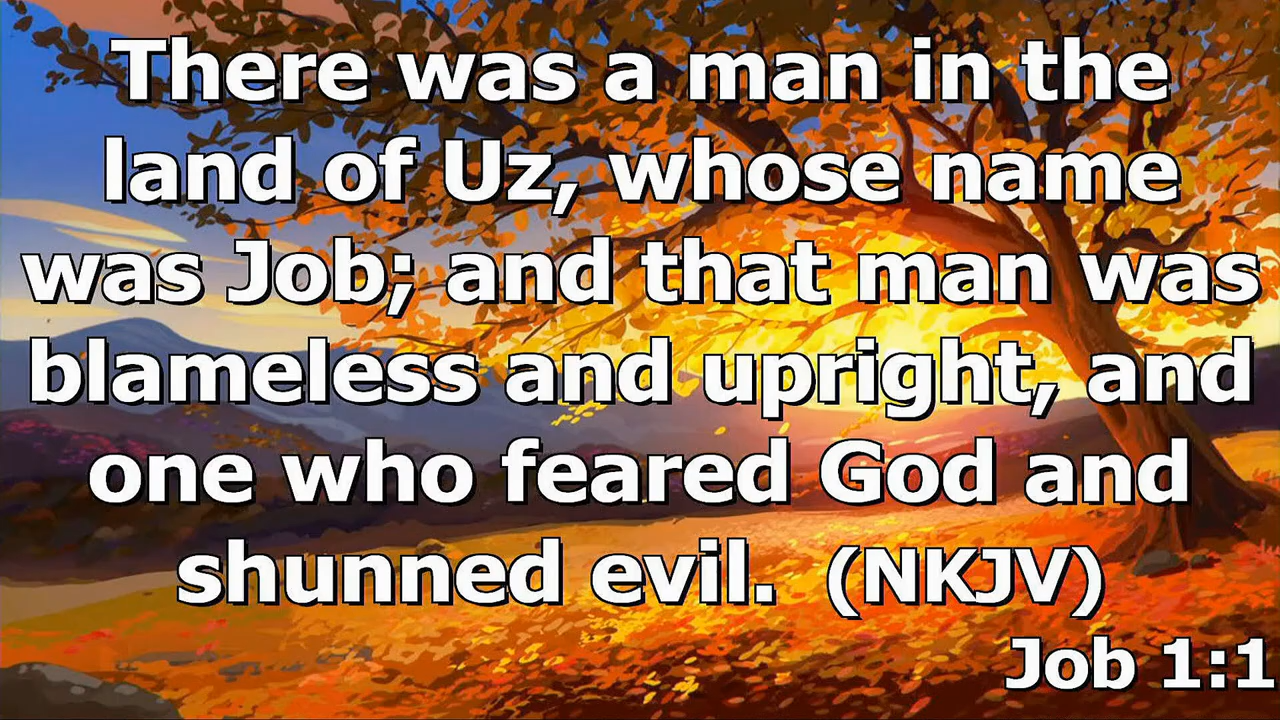 There was a man in the
land of Uz, whose name
was Job; and that man was
blameless and upright, and
one who feared God and
shunned evil. (NKJV)
Job 1:1